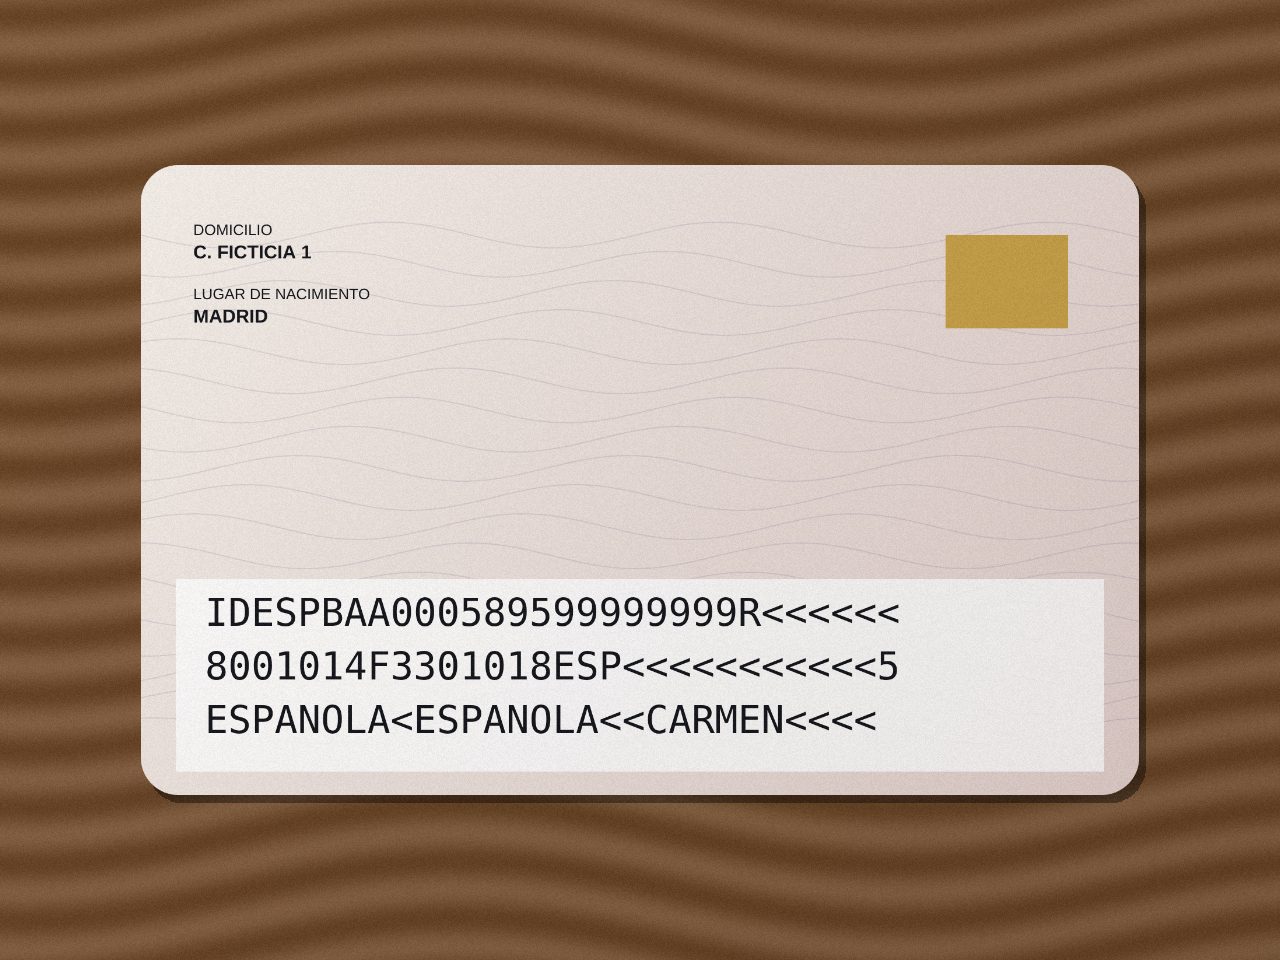 DOMICILIO
C. FICTICIA 1
LUGAR DE NACIMIENTO
MADRID
IDESPBAA000589599999999R<<<<<<
8001014F3301018ESP<<<<<<<<<<<5
ESPANOLA<ESPANOLA<<CARMEN<<<<